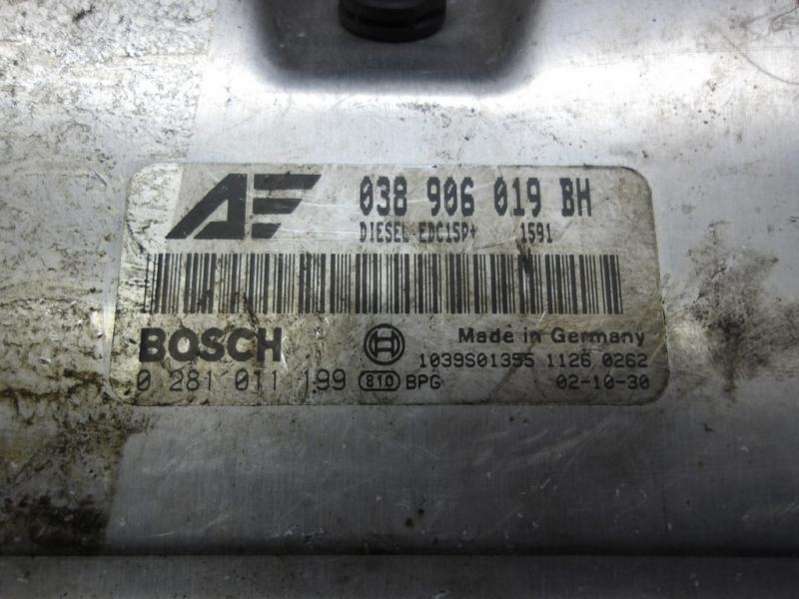 AE 038 906 019 BH
DIESEL EDC15P+ 1591
BOSCH Made in Germany
1039S01355 1126 0262
0 281 011 199 810 BPG 02-10-30